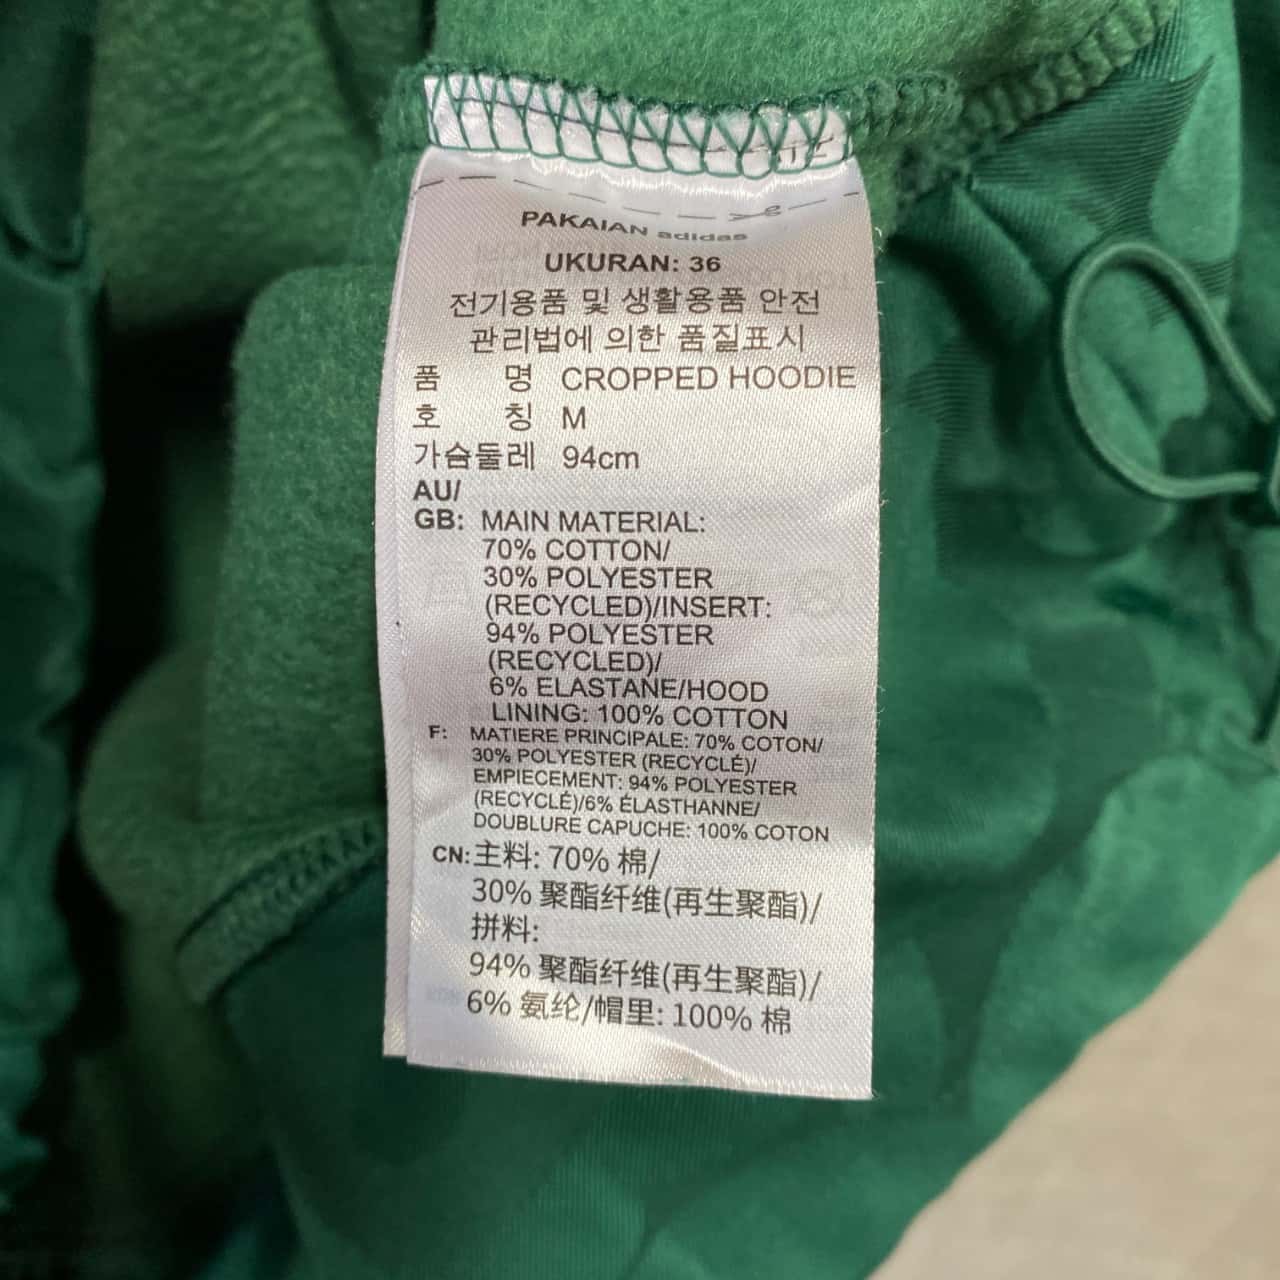 PAKAIAN adidas
UKURAN: 36
전기용품 및 생활용품 안전
관리법에 의한 품질표시
품 명 CROPPED HOODIE
호 칭 M
가슴둘레 94cm
AU/
GB: MAIN MATERIAL:
70% COTTON/
30% POLYESTER
(RECYCLED)/INSERT:
94% POLYESTER
(RECYCLED)/
6% ELASTANE/HOOD
LINING: 100% COTTON
F: MATIERE PRINCIPALE: 70% COTON/
30% POLYESTER (RECYCLÉ)/
EMPIECEMENT: 94% POLYESTER
(RECYCLÉ)/6% ÉLASTHANNE/
DOUBLURE CAPUCHE: 100% COTON
CN: 主料: 70% 棉/
30% 聚酯纤维(再生聚酯)/
拼料:
94% 聚酯纤维(再生聚酯)/
6% 氨纶/帽里: 100% 棉